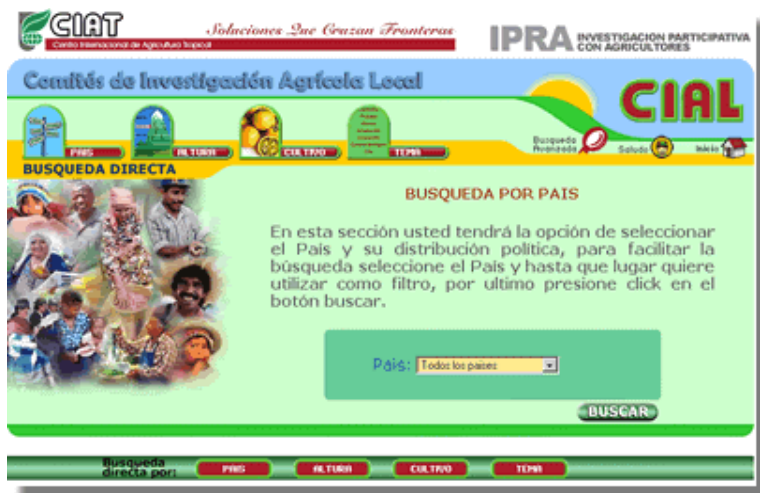 CIAT
Centro Internacional de Agricultura Tropical
Soluciones Que Cruzan Fronteras
IPRA INVESTIGACION PARTICIPATIVA
CON AGRICULTORES
Comités de Investigación Agrícola Local
CIAL
PAIS
ALTURA
CULTIVO
TEMA
Busqueda
Avanzada
Saludo
Inicio
BUSQUEDA DIRECTA
BUSQUEDA POR PAIS
En esta sección usted tendrá la opción de seleccionar
el País y su distribución politica, para facilitar la
búsqueda seleccione el País y hasta que lugar quiere
utilizar como filtro, por ultimo presione click en el
botón buscar.
País: Todos los paises
BUSCAR
Busqueda
directa por:
PAIS
ALTURA
CULTIVO
TEMA